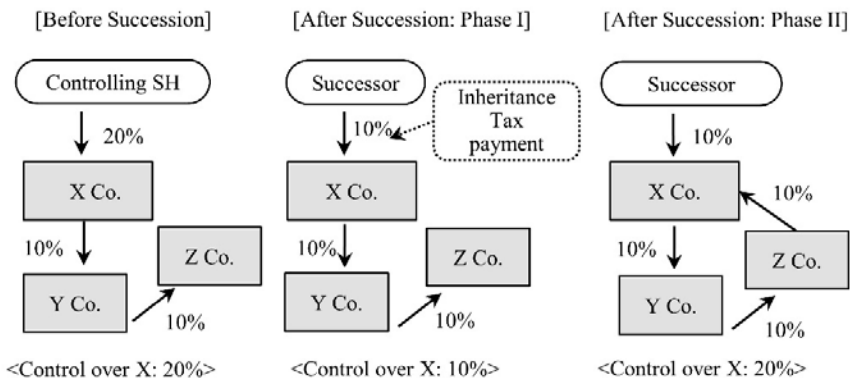 [Before Succession]
Controlling SH
20%
X Co.
10%
Z Co.
Y Co.
10%
<Control over X: 20%>
[After Succession: Phase I]
Successor
10%
Inheritance
Tax
payment
X Co.
10%
Z Co.
Y Co.
10%
<Control over X: 10%>
[After Succession: Phase II]
Successor
10%
X Co.
10%
10%
Z Co.
Y Co.
10%
<Control over X: 20%>